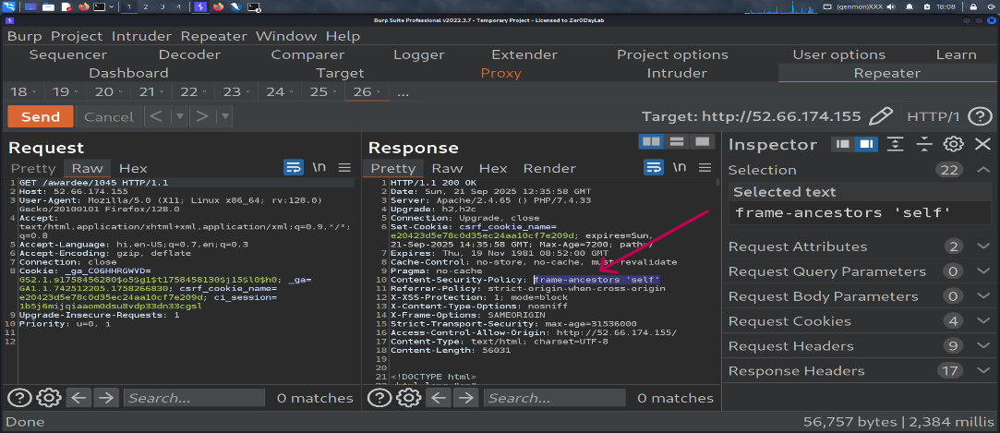 1 2 3 4 (genmon)XXX 18:08
Burp Suite Professional v2022.3.7 - Temporary Project - Licensed to Zer0DayLab
Burp Project Intruder Repeater Window Help
Sequencer Decoder Comparer Logger Extender Project options User options Learn
Dashboard Target Proxy Intruder Repeater
18 19 20 21 22 23 24 25 26 ...
Send Cancel < > Target: http://52.66.174.155 HTTP/1 ?
Request
Pretty Raw Hex \n
1 GET /awardee/1045 HTTP/1.1
2 Host: 52.66.174.155
3 User-Agent: Mozilla/5.0 (X11; Linux x86_64; rv:128.0)
Gecko/20100101 Firefox/128.0
4 Accept:
text/html,application/xhtml+xml,application/xml;q=0.9,*/*;
q=0.8
5 Accept-Language: hi,en-US;q=0.7,en;q=0.3
6 Accept-Encoding: gzip, deflate
7 Connection: close
8 Cookie: _ga_CG6HHRGWVD=
GS2.1.s1758456280$o5$g1$t1758458130$j15$l0$h0; _ga=
GA1.1.742512205.1758266830; csrf_cookie_name=
e20423d5e78c0d35ec24aa10cf7e209d; ci_session=
1b5j6mijqiaaom0dsu8vdp33dn33cgsl
9 Upgrade-Insecure-Requests: 1
10 Priority: u=0, i
11
12
? Search... 0 matches
Response
Pretty Raw Hex Render \n
1 HTTP/1.1 200 OK
2 Date: Sun, 21 Sep 2025 12:35:58 GMT
3 Server: Apache/2.4.65 () PHP/7.4.33
4 Upgrade: h2,h2c
5 Connection: Upgrade, close
6 Set-Cookie: csrf_cookie_name=
e20423d5e78c0d35ec24aa10cf7e209d; expires=Sun,
21-Sep-2025 14:35:58 GMT; Max-Age=7200; path=/
7 Expires: Thu, 19 Nov 1981 08:52:00 GMT
8 Cache-Control: no-store, no-cache, must-revalidate
9 Pragma: no-cache
10 Content-Security-Policy: frame-ancestors 'self'
11 Referrer-Policy: strict-origin-when-cross-origin
12 X-XSS-Protection: 1; mode=block
13 X-Content-Type-Options: nosniff
14 X-Frame-Options: SAMEORIGIN
15 Strict-Transport-Security: max-age=31536000
16 Access-Control-Allow-Origin: http://52.66.174.155/
17 Content-Type: text/html; charset=UTF-8
18 Content-Length: 56031
19
20
21 <!DOCTYPE html>
? Search... 0 matches
Inspector
Selection 22
Selected text
frame-ancestors 'self'
Request Attributes 2
Request Query Parameters 0
Request Body Parameters 0
Request Cookies 4
Request Headers 9
Response Headers 17
Done 56,757 bytes | 2,384 millis